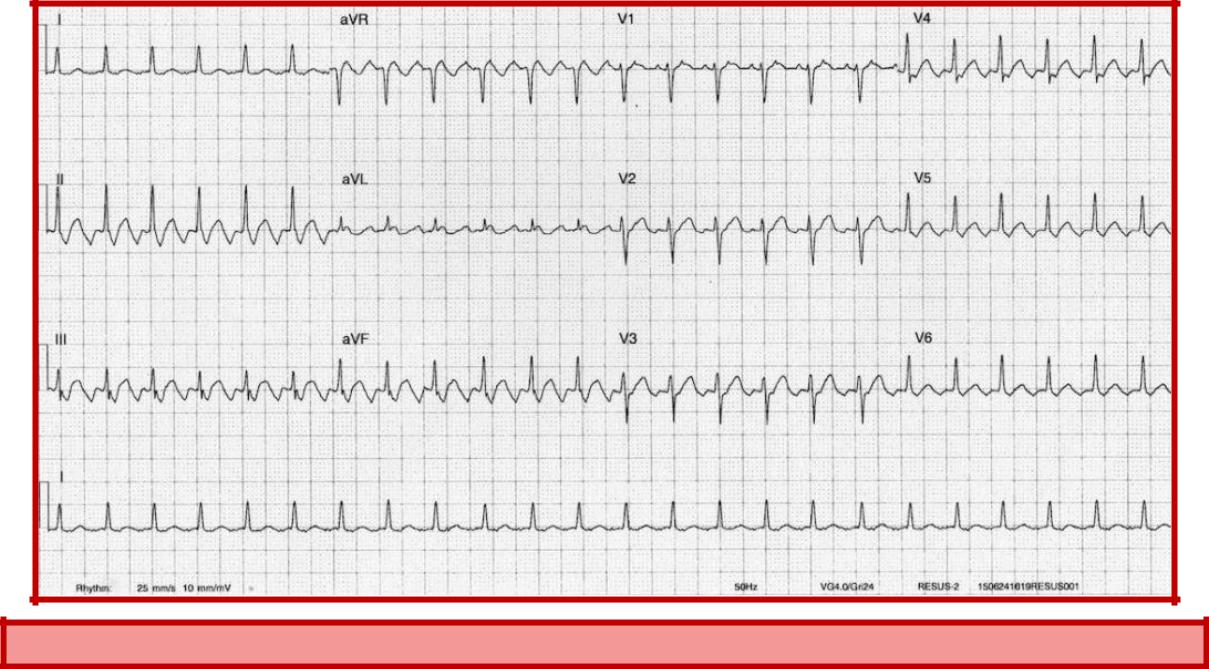 I aVR V1 V4
II aVL V2 V5
III aVF V3 V6
I
Rhythm: 25 mm/s 10 mm/mV 50Hz VG4.0/Gri24 RESUS-2 1506241619RESUS001